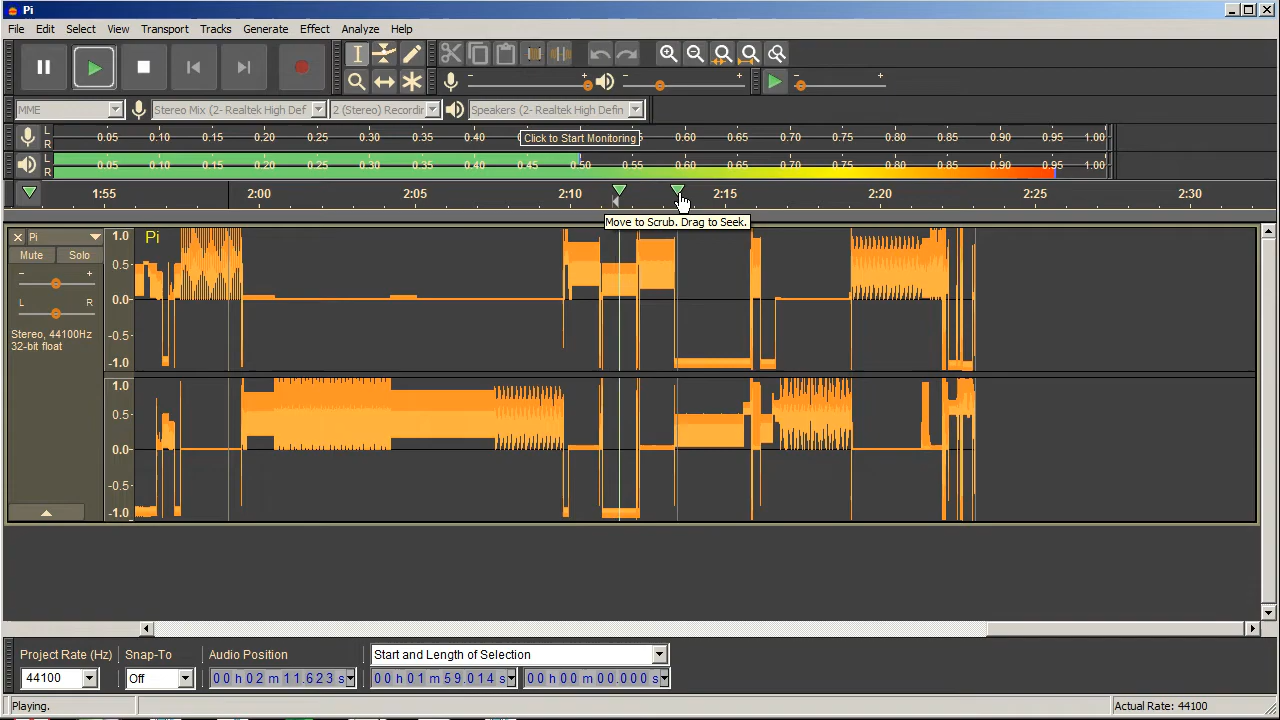 Pi
File Edit Select View Transport Tracks Generate Effect Analyze Help
MME Stereo Mix (2- Realtek High Def 2 (Stereo) Recordir Speakers (2- Realtek High Defin
L R 0.05 0.10 0.15 0.20 0.25 0.30 0.35 0.40 Click to Start Monitoring 0.60 0.65 0.70 0.75 0.80 0.85 0.90 0.95 1.00
L R 0.05 0.10 0.15 0.20 0.25 0.30 0.35 0.40 0.45 0.50 0.55 0.60 0.65 0.70 0.75 0.80 0.85 0.90 0.95 1.00
1:55 2:00 2:05 2:10 2:15 2:20 2:25 2:30
Move to Scrub. Drag to Seek.
Pi 1.0 Pi
Mute Solo
0.5
L R 0.0
Stereo, 44100Hz
32-bit float
-0.5
-1.0
1.0
0.5
0.0
-0.5
-1.0
Project Rate (Hz) Snap-To Audio Position Start and Length of Selection
44100 Off 00 h 02 m 11.623 s 00 h 01 m 59.014 s 00 h 00 m 00.000 s
Playing. Actual Rate: 44100